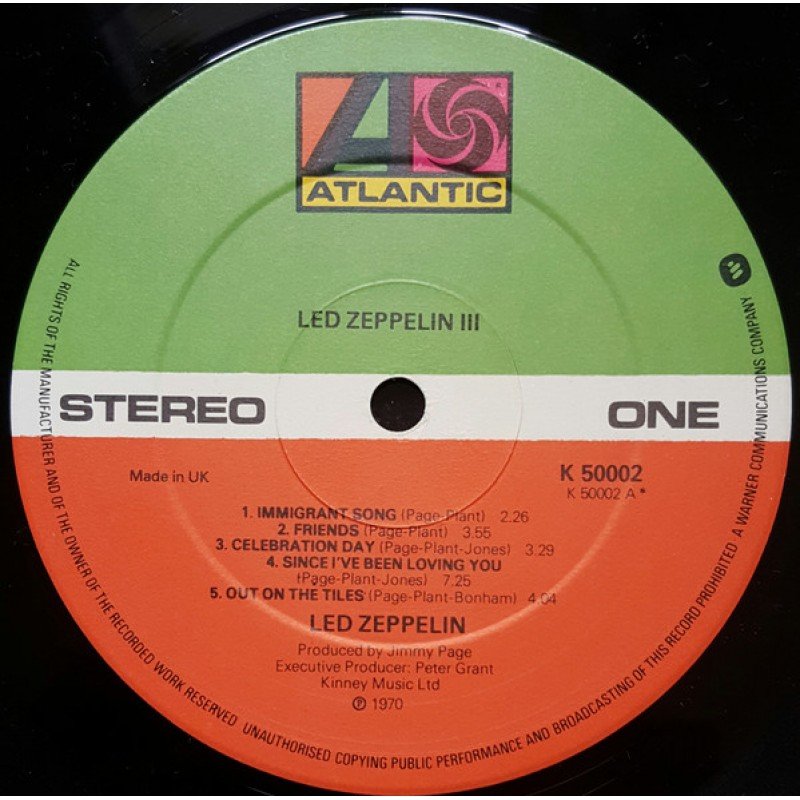 ATLANTIC
LED ZEPPELIN III
STEREO
ONE
Made in UK
K 50002
K 50002 A*
1. IMMIGRANT SONG (Page-Plant) 2.26
2. FRIENDS (Page-Plant) 3.55
3. CELEBRATION DAY (Page-Plant-Jones) 3.29
4. SINCE I'VE BEEN LOVING YOU
(Page-Plant-Jones) 7.25
5. OUT ON THE TILES (Page-Plant-Bonham) 4.04
LED ZEPPELIN
Produced by Jimmy Page
Executive Producer: Peter Grant
Kinney Music Ltd
℗ 1970
ALL RIGHTS OF THE MANUFACTURER AND OF THE OWNER OF THE RECORDED WORK RESERVED UNAUTHORISED COPYING PUBLIC PERFORMANCE AND BROADCASTING OF THIS RECORD PROHIBITED A WARNER COMMUNICATIONS COMPANY